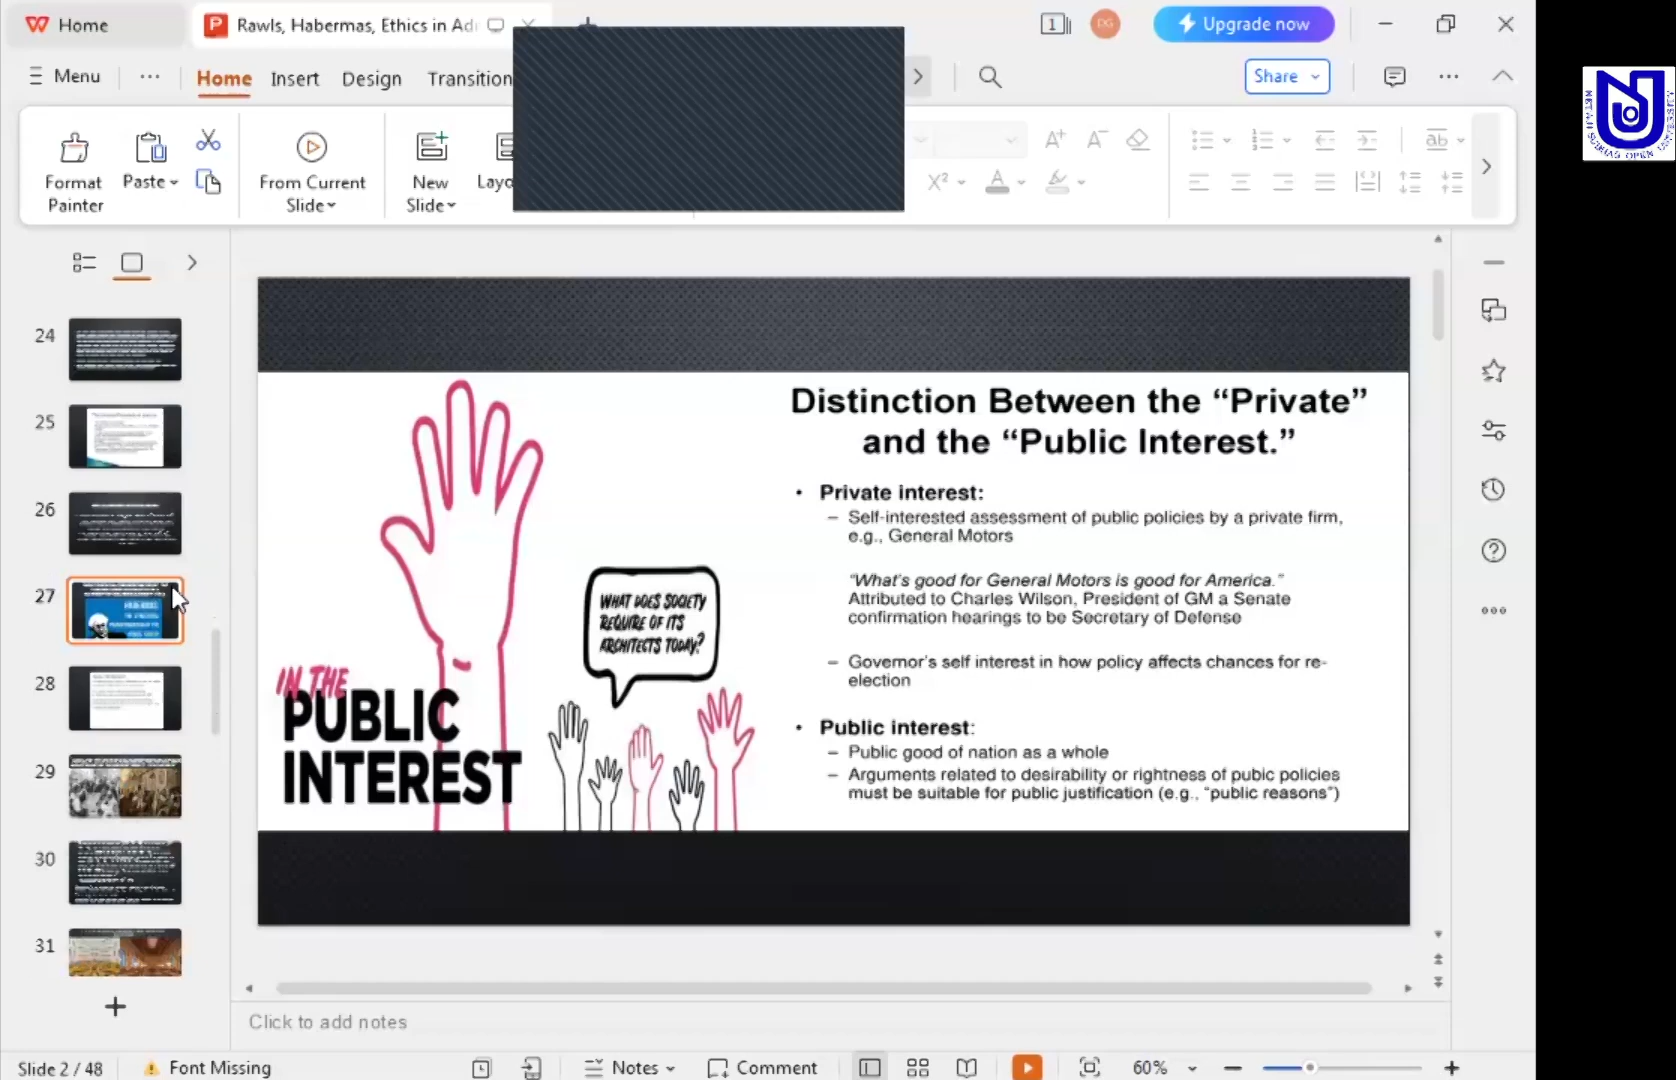 Home
Rawls, Habermas, Ethics in Ad
1
DG
Upgrade now
Menu
Home
Insert
Design
Transition
Share
Format
Painter
Paste
From Current
Slide
New
Slide
Layo
24
25
26
27
28
29
30
31
Distinction Between the “Private”
and the “Public Interest.”
• Private interest:
– Self-interested assessment of public policies by a private firm,
e.g., General Motors
“What's good for General Motors is good for America.”
Attributed to Charles Wilson, President of GM a Senate
confirmation hearings to be Secretary of Defense
– Governor's self interest in how policy affects chances for re-
election
• Public interest:
– Public good of nation as a whole
– Arguments related to desirability or rightness of pubic policies
must be suitable for public justification (e.g., “public reasons”)
WHAT DOES SOCIETY
REQUIRE OF ITS
ARCHITECTS TODAY?
IN THE
PUBLIC
INTEREST
Click to add notes
Slide 2 / 48
Font Missing
Notes
Comment
60%